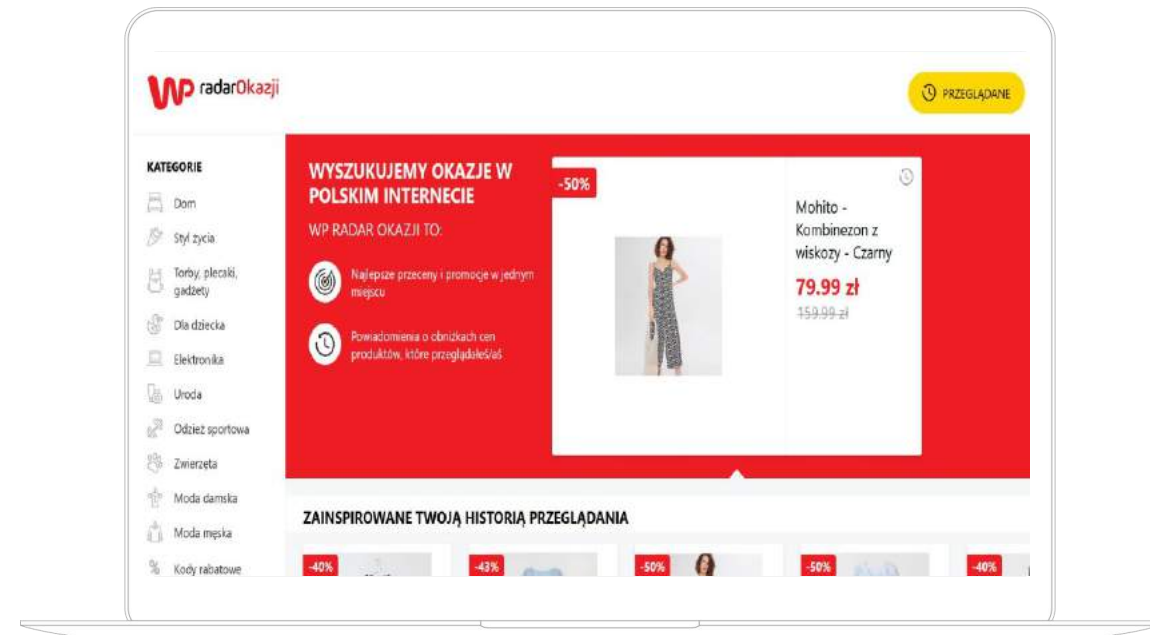 WP radarOkazji
PRZEGLĄDANE
KATEGORIE
Dom
Styl życia
Torby, plecaki,
gadżety
Dla dziecka
Elektronika
Uroda
Odzież sportowa
Zwierzęta
Moda damska
Moda męska
Kody rabatowe
WYSZUKUJEMY OKAZJE W
POLSKIM INTERNECIE
WP RADAR OKAZJI TO:
Najlepsze przeceny i promocje w jednym
miejscu
Powiadomienia o obniżkach cen
produktów, które przeglądałeś/aś
-50%
Mohito -
Kombinezon z
wiskozy - Czarny
79.99 zł
159.99 zł
ZAINSPIROWANE TWOJĄ HISTORIĄ PRZEGLĄDANIA
-40%
-43%
-50%
-50%
-40%